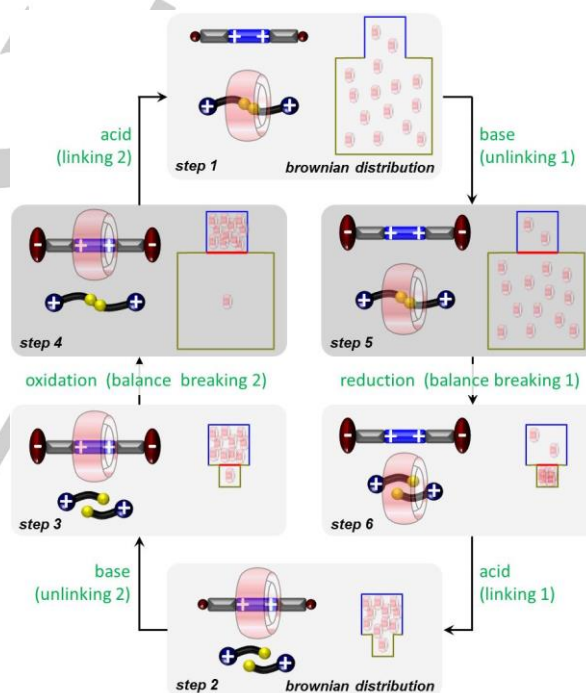 acid
(linking 2)
step 1
brownian distribution
base
(unlinking 1)
+ +
+
+
- + + -
+
+
step 4
- + + -
+
+
step 5
oxidation (balance breaking 2)
reduction (balance breaking 1)
- + + -
+
+
step 3
- + + -
+
+
step 6
base
(unlinking 2)
acid
(linking 1)
+ +
+
+
step 2
brownian distribution